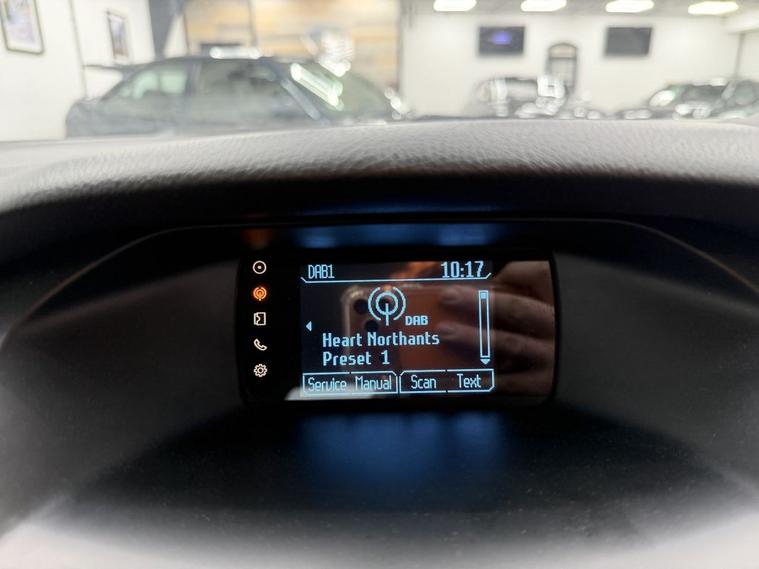 DAB1 10:17
DAB
Heart Northants
Preset 1
Service Manual Scan Text